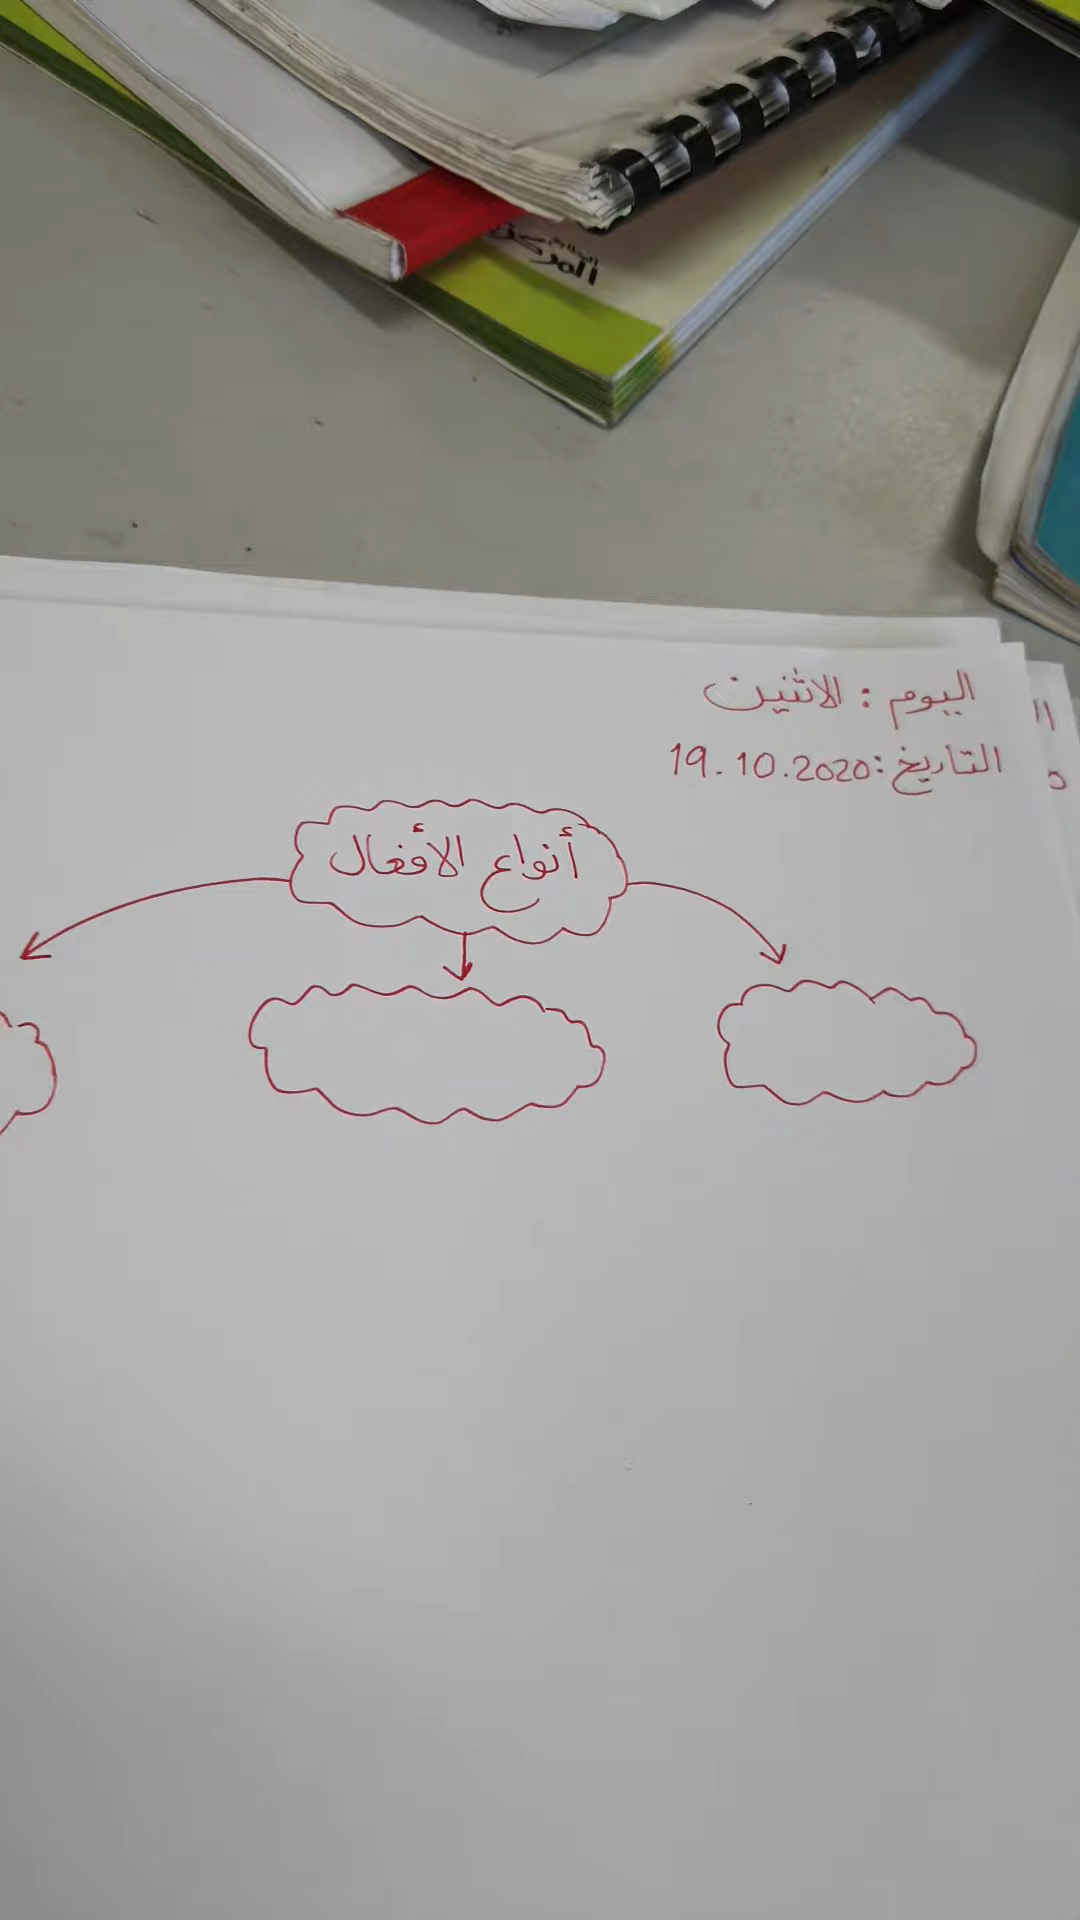 اليوم : الاثنين
التاريخ : 19.10.2020
أنواع الأفعال